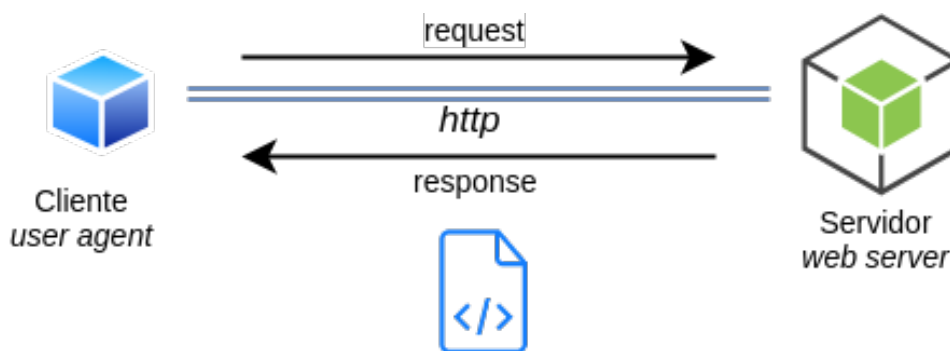 request
http
response
Cliente
user agent
Servidor
web server
</>